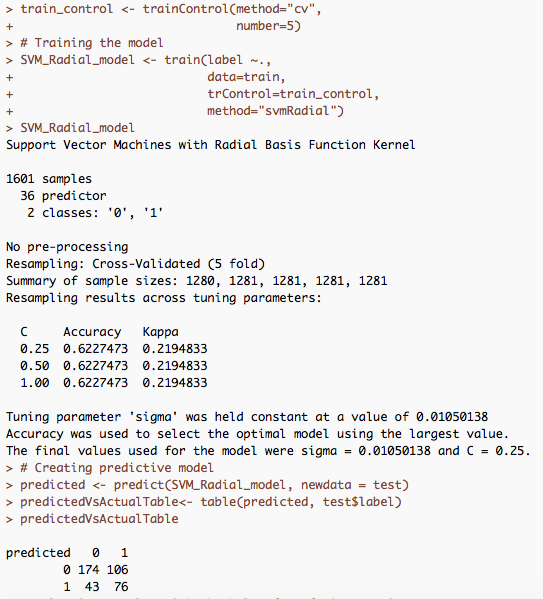 > train_control <- trainControl(method="cv",
+                               number=5)
> # Training the model
> SVM_Radial_model <- train(label ~.,
+                           data=train,
+                           trControl=train_control,
+                           method="svmRadial")
> SVM_Radial_model
Support Vector Machines with Radial Basis Function Kernel

1601 samples
  36 predictor
   2 classes: '0', '1'

No pre-processing
Resampling: Cross-Validated (5 fold)
Summary of sample sizes: 1280, 1281, 1281, 1281, 1281
Resampling results across tuning parameters:

  C     Accuracy   Kappa
  0.25  0.6227473  0.2194833
  0.50  0.6227473  0.2194833
  1.00  0.6227473  0.2194833

Tuning parameter 'sigma' was held constant at a value of 0.01050138
Accuracy was used to select the optimal model using the largest value.
The final values used for the model were sigma = 0.01050138 and C = 0.25.
> # Creating predictive model
> predicted <- predict(SVM_Radial_model, newdata = test)
> predictedVsActualTable<- table(predicted, test$label)
> predictedVsActualTable

predicted   0   1
        0 174 106
        1  43  76